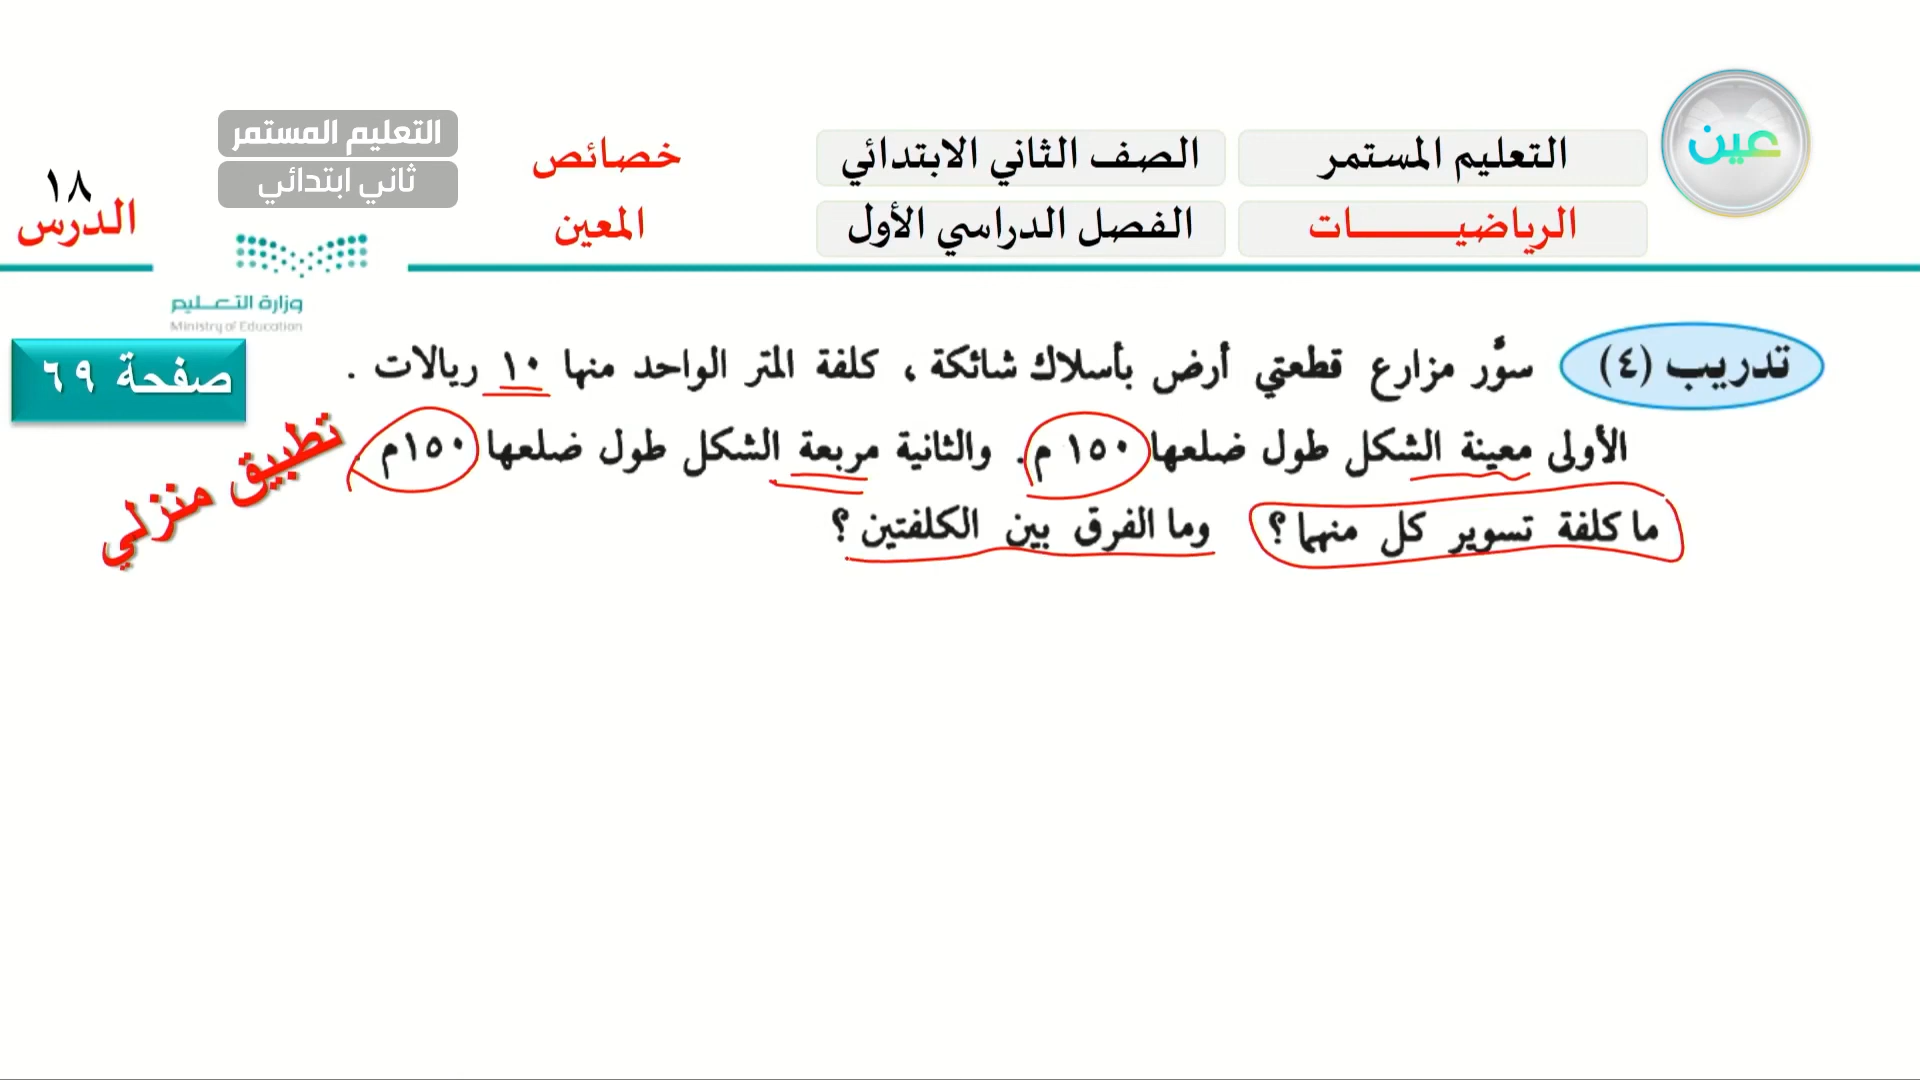 عين
التعليم المستمر
الصف الثاني الابتدائي
خصائص
التعليم المستمر
ثاني ابتدائي
١٨
الرياضيـــــــات
الفصل الدراسي الأول
المعين
الدرس
وزارة التعـــليم
Ministry of Education
تدريب (٤)
سوَّر مزارع قطعتي أرض بأسلاك شائكة ، كلفة المتر الواحد منها ١٠ ريالات .
صفحة ٦٩
الأولى معينة الشكل طول ضلعها ١٥٠ م . والثانية مربعة الشكل طول ضلعها ١٥٠م .
تطبيق منزلي
ما كلفة تسوير كل منهما ؟ وما الفرق بين الكلفتين ؟